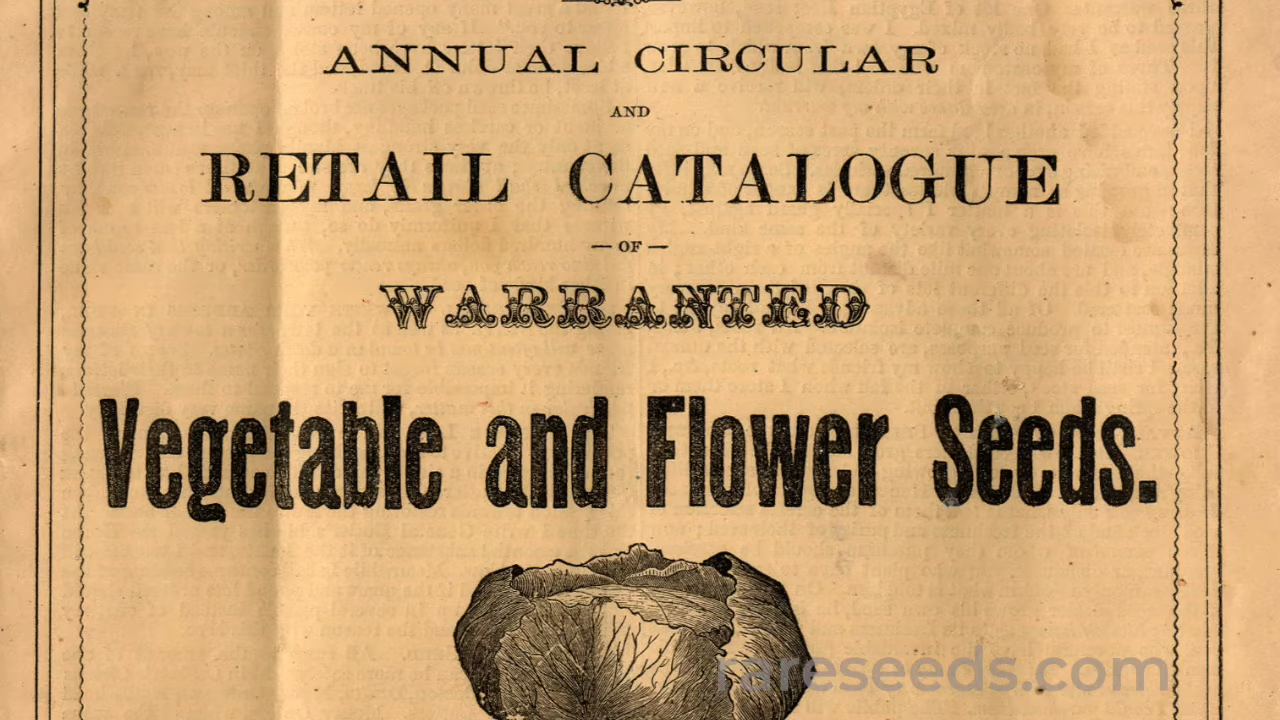 ANNUAL CIRCULAR
AND
RETAIL CATALOGUE
— OF —
WARRANTED
Vegetable and Flower Seeds.
rareseeds.com